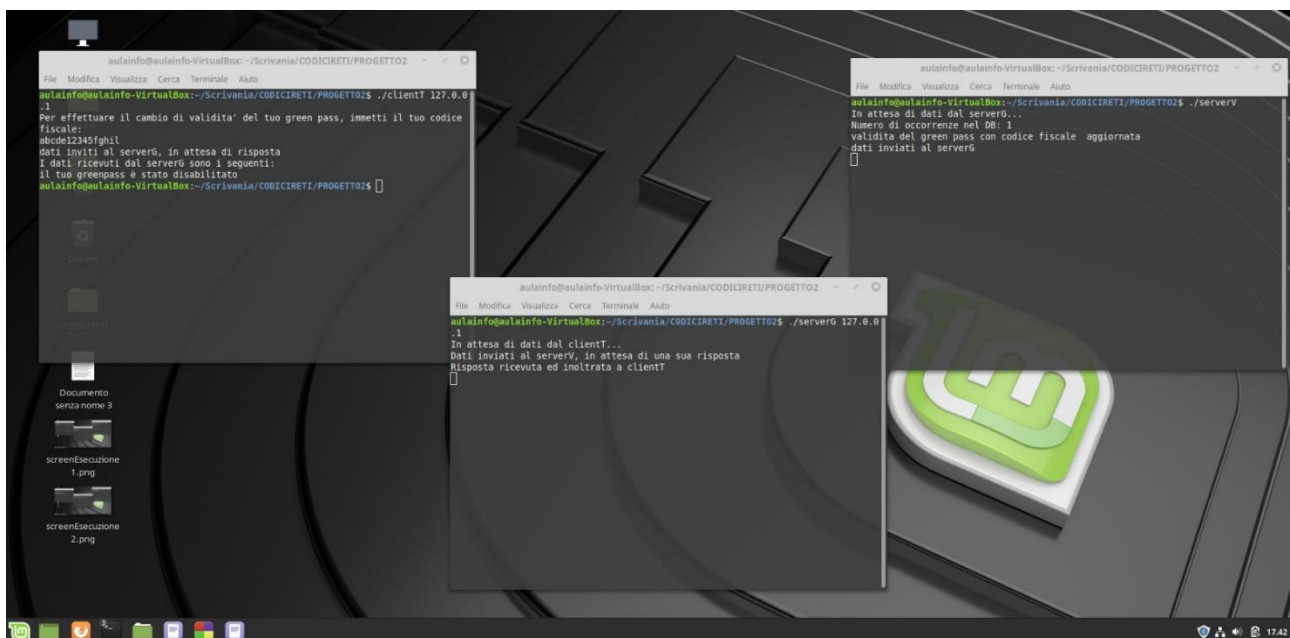 aulainfo@aulainfo-VirtualBox: ~/Scrivania/CODICIRETI/PROGETTO2
File Modifica Visualizza Cerca Terminale Aiuto
aulainfo@aulainfo-VirtualBox:~/Scrivania/CODICIRETI/PROGETTO2$ ./clientT 127.0.0
.1
Per effettuare il cambio di validita' del tuo green pass, immetti il tuo codice
fiscale:
abcde12345fghil
dati inviti al serverG, in attesa di risposta
I dati ricevuti dal serverG sono i seguenti:
il tuo greenpass è stato disabilitato
aulainfo@aulainfo-VirtualBox:~/Scrivania/CODICIRETI/PROGETTO2$
Cestino
CODICIRETI
aulainfo@aulainfo-VirtualBox: ~/Scrivania/CODICIRETI/PROGETTO2
File Modifica Visualizza Cerca Terminale Aiuto
aulainfo@aulainfo-VirtualBox:~/Scrivania/CODICIRETI/PROGETTO2$ ./serverV
In attesa di dati dal serverG...
Numero di occorrenze nel DB: 1
validita del green pass con codice fiscale  aggiornata
dati inviati al serverG
aulainfo@aulainfo-VirtualBox: ~/Scrivania/CODICIRETI/PROGETTO2
File Modifica Visualizza Cerca Terminale Aiuto
aulainfo@aulainfo-VirtualBox:~/Scrivania/CODICIRETI/PROGETTO2$ ./serverG 127.0.0
.1
In attesa di dati dal clientT...
Dati inviati al serverV, in attesa di una sua risposta
Risposta ricevuta ed inoltrata a clientT
Documento
senza nome 3
screenEsecuzione
1.png
screenEsecuzione
2.png
17.42